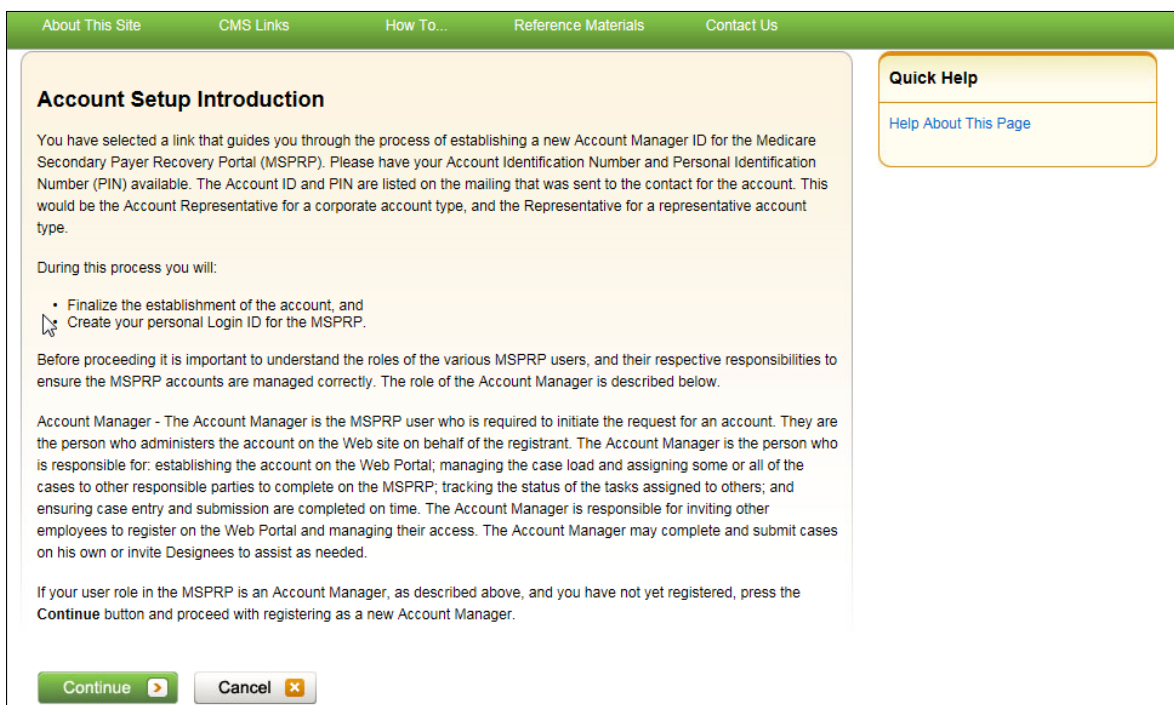 About This Site CMS Links How To... Reference Materials Contact Us
Account Setup Introduction
You have selected a link that guides you through the process of establishing a new Account Manager ID for the Medicare
Secondary Payer Recovery Portal (MSPRP). Please have your Account Identification Number and Personal Identification
Number (PIN) available. The Account ID and PIN are listed on the mailing that was sent to the contact for the account. This
would be the Account Representative for a corporate account type, and the Representative for a representative account
type.
During this process you will:
• Finalize the establishment of the account, and
• Create your personal Login ID for the MSPRP.
Before proceeding it is important to understand the roles of the various MSPRP users, and their respective responsibilities to
ensure the MSPRP accounts are managed correctly. The role of the Account Manager is described below.
Account Manager - The Account Manager is the MSPRP user who is required to initiate the request for an account. They are
the person who administers the account on the Web site on behalf of the registrant. The Account Manager is the person who
is responsible for: establishing the account on the Web Portal; managing the case load and assigning some or all of the
cases to other responsible parties to complete on the MSPRP; tracking the status of the tasks assigned to others; and
ensuring case entry and submission are completed on time. The Account Manager is responsible for inviting other
employees to register on the Web Portal and managing their access. The Account Manager may complete and submit cases
on his own or invite Designees to assist as needed.
If your user role in the MSPRP is an Account Manager, as described above, and you have not yet registered, press the
Continue button and proceed with registering as a new Account Manager.
Continue Cancel
Quick Help
Help About This Page